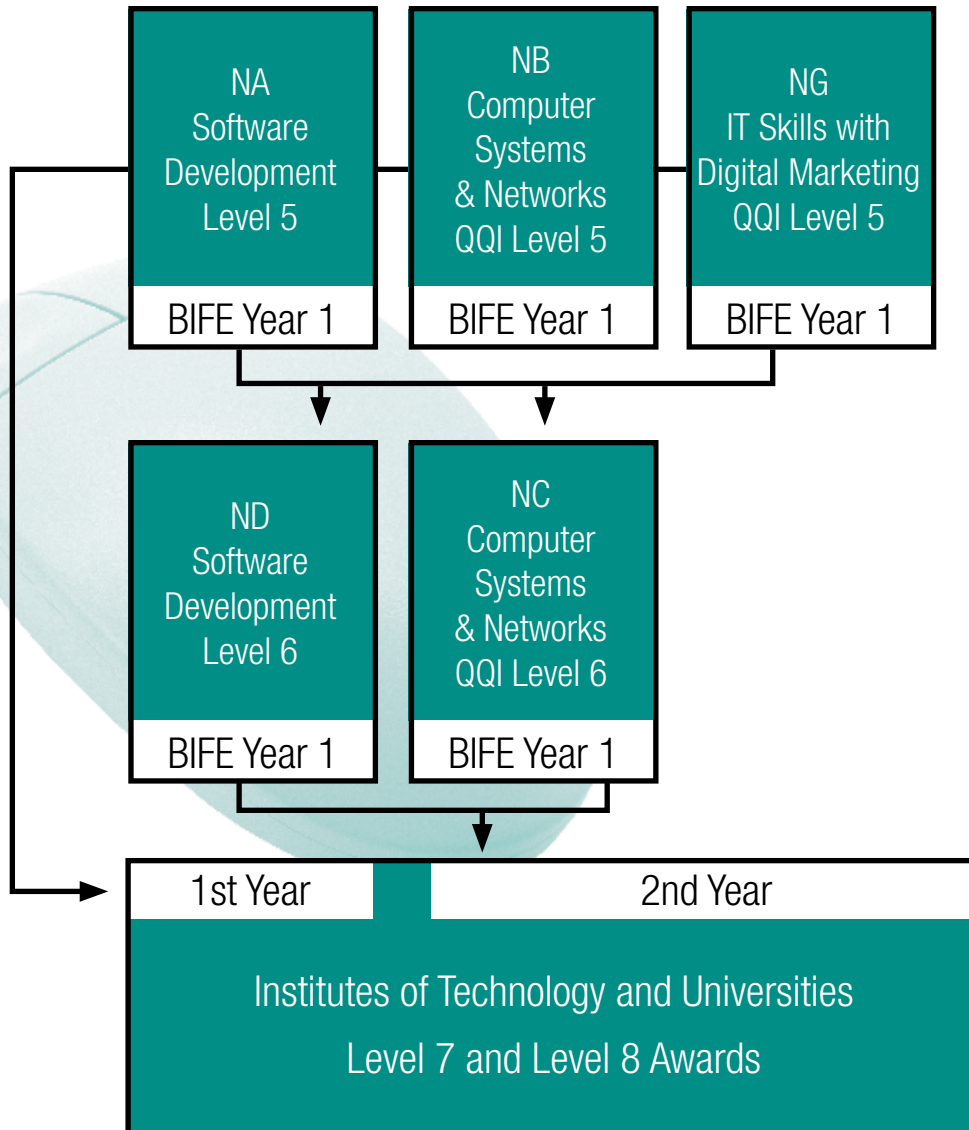 NA
Software
Development
Level 5
BIFE Year 1
NB
Computer
Systems
& Networks
QQI Level 5
BIFE Year 1
NG
IT Skills with
Digital Marketing
QQI Level 5
BIFE Year 1
ND
Software
Development
Level 6
BIFE Year 1
NC
Computer
Systems
& Networks
QQI Level 6
BIFE Year 1
1st Year
2nd Year
Institutes of Technology and Universities
Level 7 and Level 8 Awards